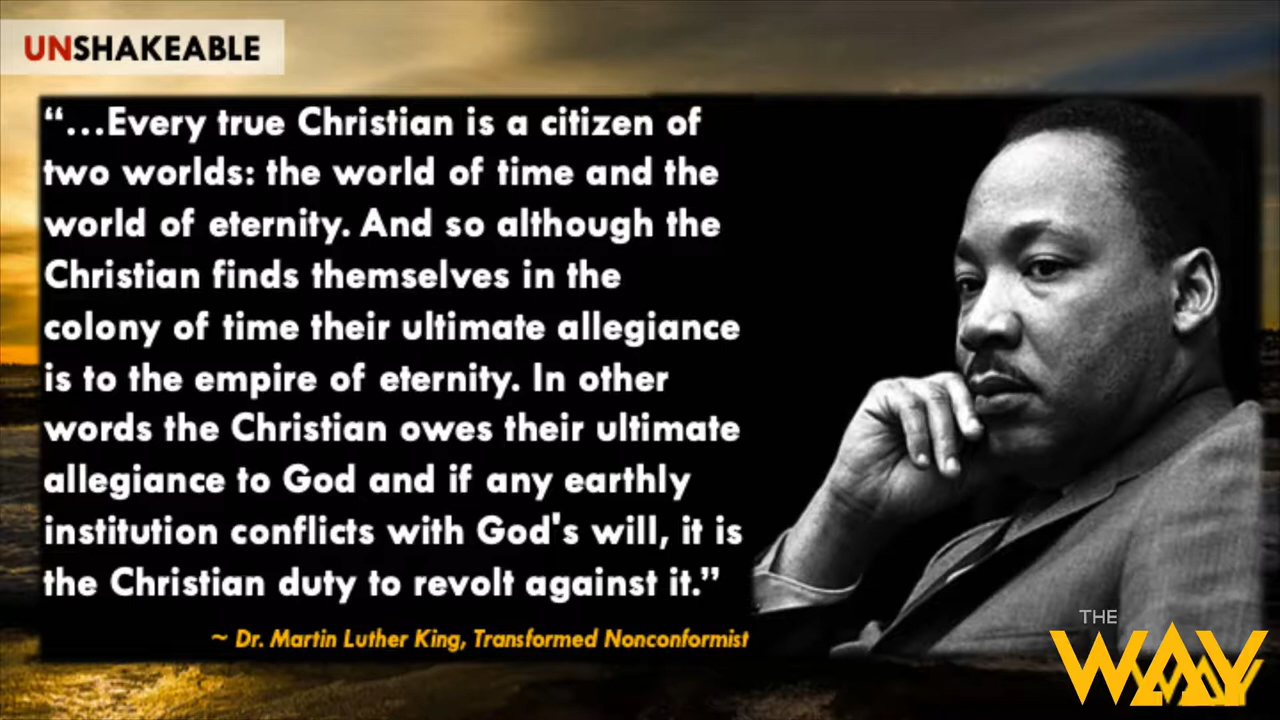 UNSHAKEABLE
“...Every true Christian is a citizen of
two worlds: the world of time and the
world of eternity. And so although the
Christian finds themselves in the
colony of time their ultimate allegiance
is to the empire of eternity. In other
words the Christian owes their ultimate
allegiance to God and if any earthly
institution conflicts with God's will, it is
the Christian duty to revolt against it.”
~ Dr. Martin Luther King, Transformed Nonconformist
THE
WAY